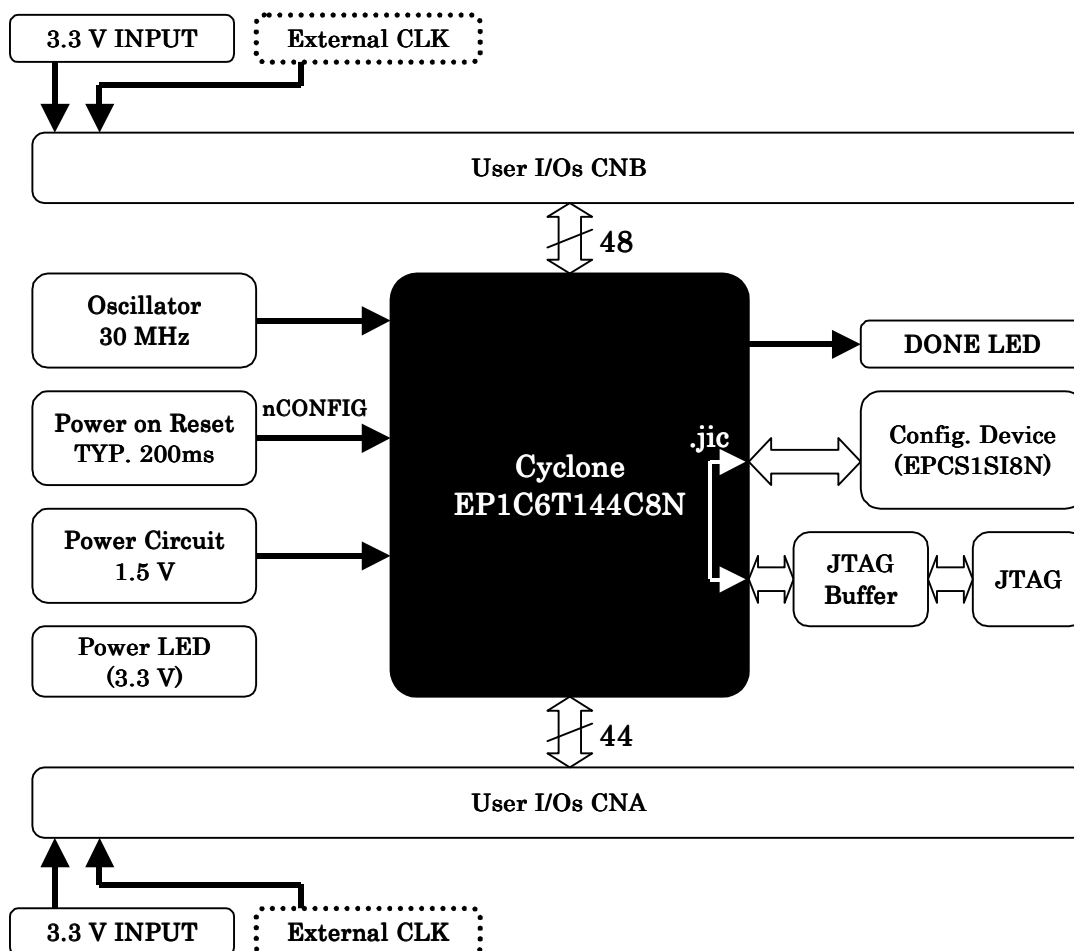 3.3 V INPUT
External CLK
User I/Os CNB
48
Oscillator
30 MHz
DONE LED
Power on Reset
TYP. 200ms
nCONFIG
.jic
Config. Device
(EPCS1SI8N)
Cyclone
EP1C6T144C8N
Power Circuit
1.5 V
JTAG
Buffer
JTAG
Power LED
(3.3 V)
44
User I/Os CNA
3.3 V INPUT
External CLK